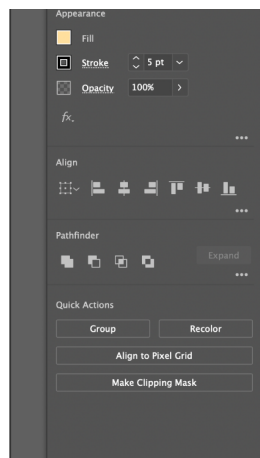 Appearance
Fill
Stroke 5 pt
Opacity 100%
fx.
Align
Pathfinder
Expand
Quick Actions
Group Recolor
Align to Pixel Grid
Make Clipping Mask